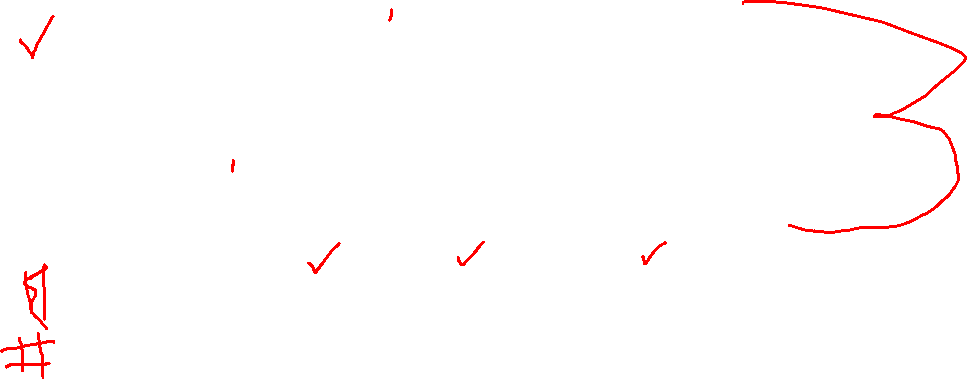 ✓ 3
✓ ✓ ✓
#